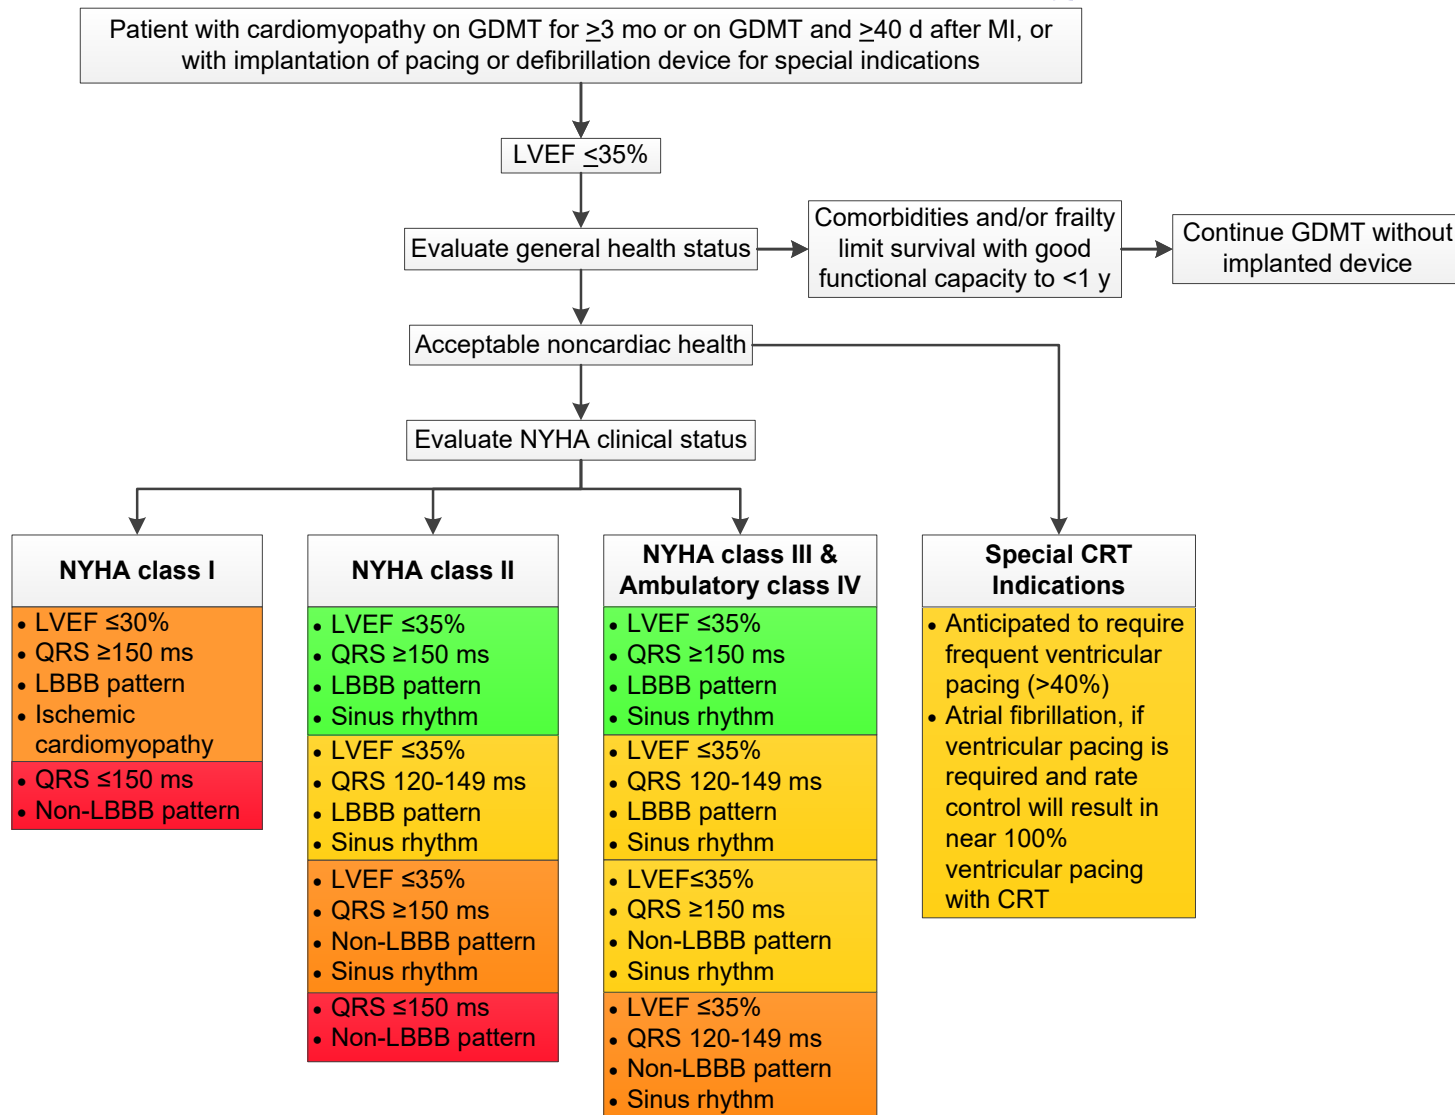 Patient with cardiomyopathy on GDMT for ≥3 mo or on GDMT and ≥40 d after MI, or
with implantation of pacing or defibrillation device for special indications
LVEF ≤35%
Evaluate general health status
Comorbidities and/or frailty
limit survival with good
functional capacity to <1 y
Continue GDMT without
implanted device
Acceptable noncardiac health
Evaluate NYHA clinical status
NYHA class I
• LVEF ≤30%
• QRS ≥150 ms
• LBBB pattern
• Ischemic
cardiomyopathy
• QRS ≤150 ms
• Non-LBBB pattern
NYHA class II
• LVEF ≤35%
• QRS ≥150 ms
• LBBB pattern
• Sinus rhythm
• LVEF ≤35%
• QRS 120-149 ms
• LBBB pattern
• Sinus rhythm
• LVEF ≤35%
• QRS ≥150 ms
• Non-LBBB pattern
• Sinus rhythm
• QRS ≤150 ms
• Non-LBBB pattern
NYHA class III &
Ambulatory class IV
• LVEF ≤35%
• QRS ≥150 ms
• LBBB pattern
• Sinus rhythm
• LVEF ≤35%
• QRS 120-149 ms
• LBBB pattern
• Sinus rhythm
• LVEF≤35%
• QRS ≥150 ms
• Non-LBBB pattern
• Sinus rhythm
• LVEF ≤35%
• QRS 120-149 ms
• Non-LBBB pattern
• Sinus rhythm
Special CRT
Indications
• Anticipated to require
frequent ventricular
pacing (>40%)
• Atrial fibrillation, if
ventricular pacing is
required and rate
control will result in
near 100%
ventricular pacing
with CRT